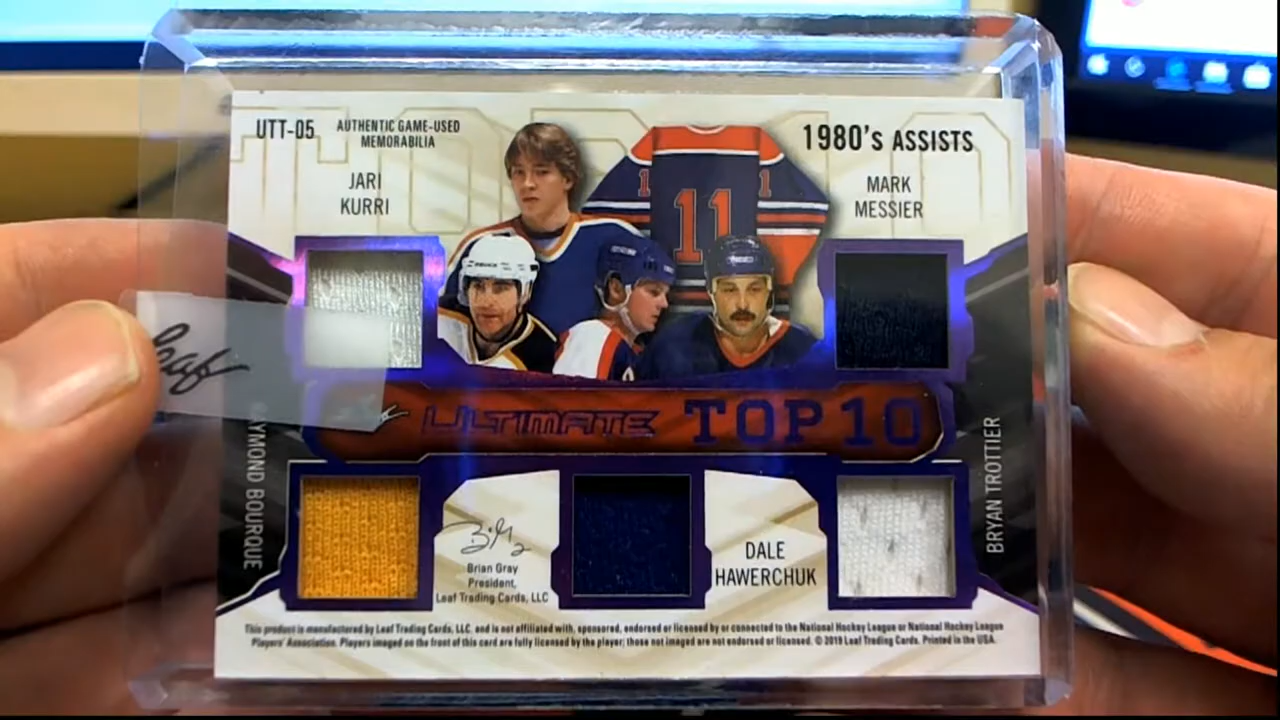 UTT-05
AUTHENTIC GAME-USED
MEMORABILIA
1980's ASSISTS
JARI
KURRI
1 11 1
MARK
MESSIER
leaf
ULTIMATE TOP 10
RAYMOND BOURQUE
BRYAN TROTTIER
Brian Gray
President,
Leaf Trading Cards, LLC
DALE
HAWERCHUK
This product is manufactured by Leaf Trading Cards, LLC. and is not affiliated with, sponsored, endorsed or licensed by or connected to the National Hockey League or National Hockey League
Players' Association. Players imaged on the front of this card are fully licensed by the player; those not imaged are not endorsed or licensed. © 2019 Leaf Trading Cards. Printed in the USA.